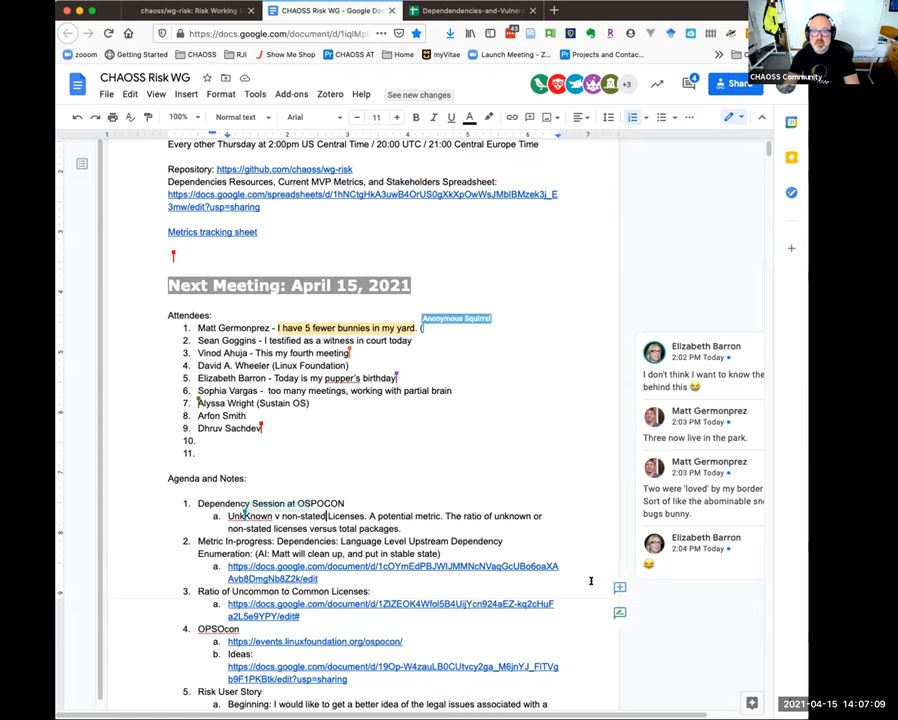 chaoss/wg-risk: Risk Working
CHAOSS Risk WG - Google Do
Dependendencies-and-Vulnera
https://docs.google.com/document/d/1iqlMp
zooom
Getting Started
CHAOSS
RJI
Show Me Shop
CHAOSS AT
Home
myVitae
Launch Meeting - Z
Projects and Contac
Other Bookmarks
CHAOSS Community
CHAOSS Risk WG
+3
4
Share
File Edit View Insert Format Tools Add-ons Zotero Help
See new changes
100%
Normal text
Arial
11
Every other Thursday at 2:00pm US Central Time / 20:00 UTC / 21:00 Central Europe Time
Repository: https://github.com/chaoss/wg-risk
Dependencies Resources, Current MVP Metrics, and Stakeholders Spreadsheet:
https://docs.google.com/spreadsheets/d/1hNCtgHkA3uwB4OrUS0gXkXpOwWsJMblBMzek3j_E
3mw/edit?usp=sharing
Metrics tracking sheet
Next Meeting: April 15, 2021
Attendees:
Anonymous Squirrel
1. Matt Germonprez - I have 5 fewer bunnies in my yard. (
2. Sean Goggins - I testified as a witness in court today
3. Vinod Ahuja - This my fourth meeting
4. David A. Wheeler (Linux Foundation)
5. Elizabeth Barron - Today is my pupper's birthday
6. Sophia Vargas - too many meetings, working with partial brain
7. Alyssa Wright (Sustain OS)
8. Arfon Smith
9. Dhruv Sachdev
10.
11.
Agenda and Notes:
1. Dependency Session at OSPOCON
a. UnkKnown v non-stated Licenses. A potential metric. The ratio of unknown or
non-stated licenses versus total packages.
2. Metric In-progress: Dependencies: Language Level Upstream Dependency
Enumeration: (AI: Matt will clean up, and put in stable state)
a. https://docs.google.com/document/d/1cOYmEdPBJWIJMMNcNVaqGcUBo6oaXA
Avb8DmgNb8Z2k/edit
3. Ratio of Uncommon to Common Licenses:
a. https://docs.google.com/document/d/1ZlZEOK4Wfol5B4UijYcn924aEZ-kq2cHuF
a2L5e9YPY/edit#
4. OPSOcon
a. https://events.linuxfoundation.org/ospocon/
b. Ideas:
https://docs.google.com/document/d/19Op-W4zauLB0CUtvcy2ga_M6jnYJ_FlTVg
b9F1PKBtk/edit?usp=sharing
5. Risk User Story
a. Beginning: I would like to get a better idea of the legal issues associated with a
Elizabeth Barron
2:02 PM Today
I don't think I want to know the
behind this
Matt Germonprez
2:03 PM Today
Three now live in the park.
Matt Germonprez
2:03 PM Today
Two were 'loved' by my border
Sort of like the abominable sno
bugs bunny.
Elizabeth Barron
2:04 PM Today
2021-04-15 14:07:09